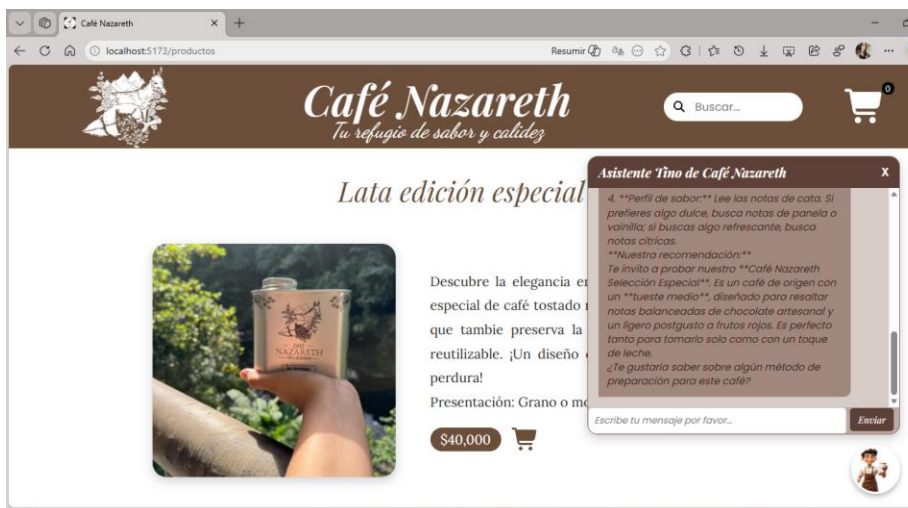 Café Nazareth
localhost:5173/productos
Resumir
Café Nazareth
Tu refugio de sabor y calidez
Buscar...
0
Lata edición especial
Descubre la elegancia en
especial de café tostado
que tambie preserva la
reutilizable. ¡Un diseño
perdura!
Presentación: Grano o mo
$40,000
CAFÉ
NAZARETH
Asistente Tino de Café Nazareth
X
4. **Perfil de sabor:** Lee las notas de cata. Si
prefieres algo dulce, busca notas de panela o
vainilla; si buscas algo refrescante, busca
notas cítricas.
**Nuestra recomendación:**
Te invito a probar nuestro **Café Nazareth
Selección Especial**. Es un café de origen con
un **tueste medio**, diseñado para resaltar
notas balanceadas de chocolate artesanal y
un ligero postgusto a frutos rojos. Es perfecto
tanto para tomarlo solo como con un toque
de leche.
¿Te gustaría saber sobre algún método de
preparación para este café?
Escribe tu mensaje por favor...
Enviar